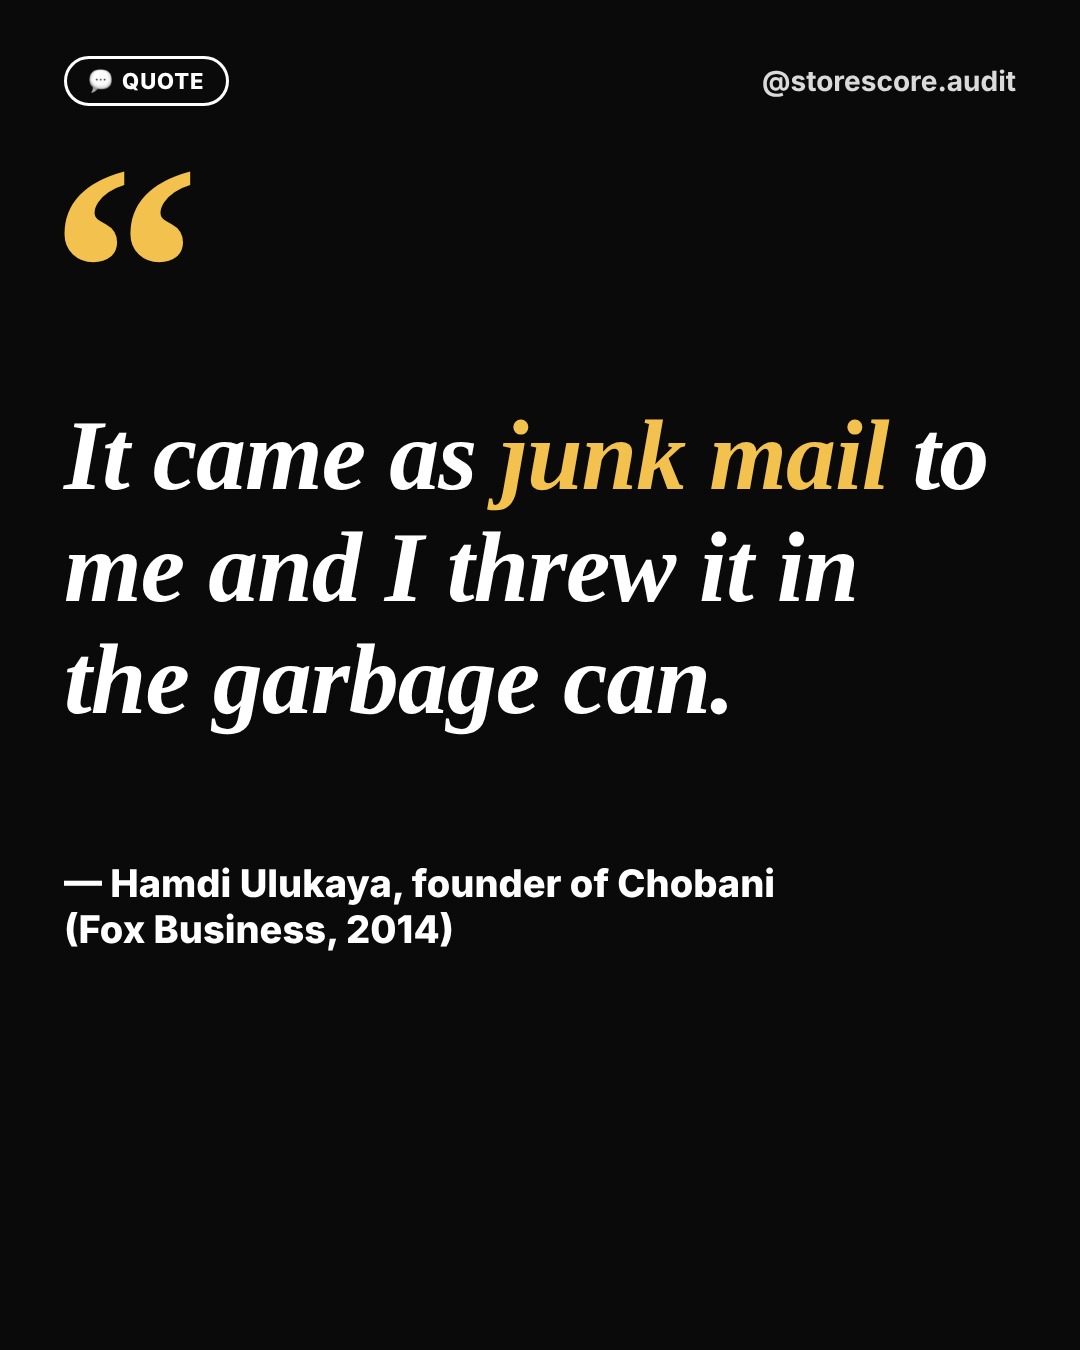 💬 QUOTE
@storescore.audit
“
It came as junk mail to
me and I threw it in
the garbage can.
— Hamdi Ulukaya, founder of Chobani
(Fox Business, 2014)